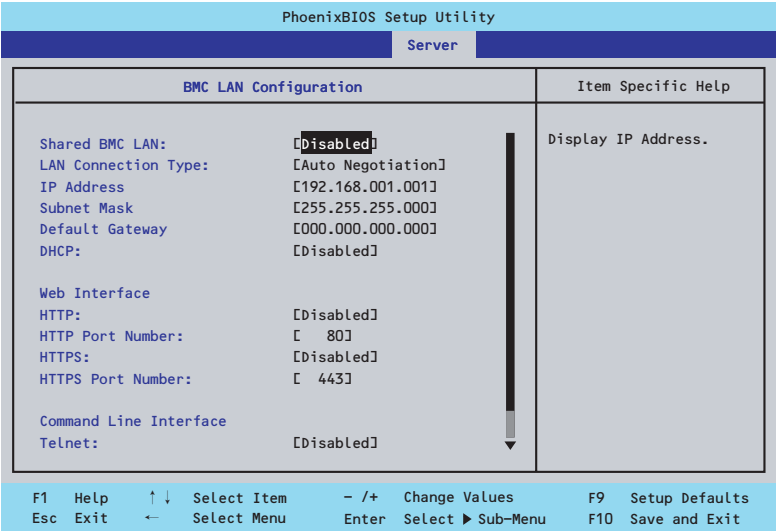 PhoenixBIOS Setup Utility
Server
BMC LAN Configuration
Item Specific Help
Shared BMC LAN: [Disabled]
LAN Connection Type: [Auto Negotiation]
IP Address [192.168.001.001]
Subnet Mask [255.255.255.000]
Default Gateway [000.000.000.000]
DHCP: [Disabled]
Web Interface
HTTP: [Disabled]
HTTP Port Number: [  80]
HTTPS: [Disabled]
HTTPS Port Number: [ 443]
Command Line Interface
Telnet: [Disabled]
Display IP Address.
F1 Help ↑↓ Select Item - /+ Change Values F9 Setup Defaults
Esc Exit ← Select Menu Enter Select ▶ Sub-Menu F10 Save and Exit